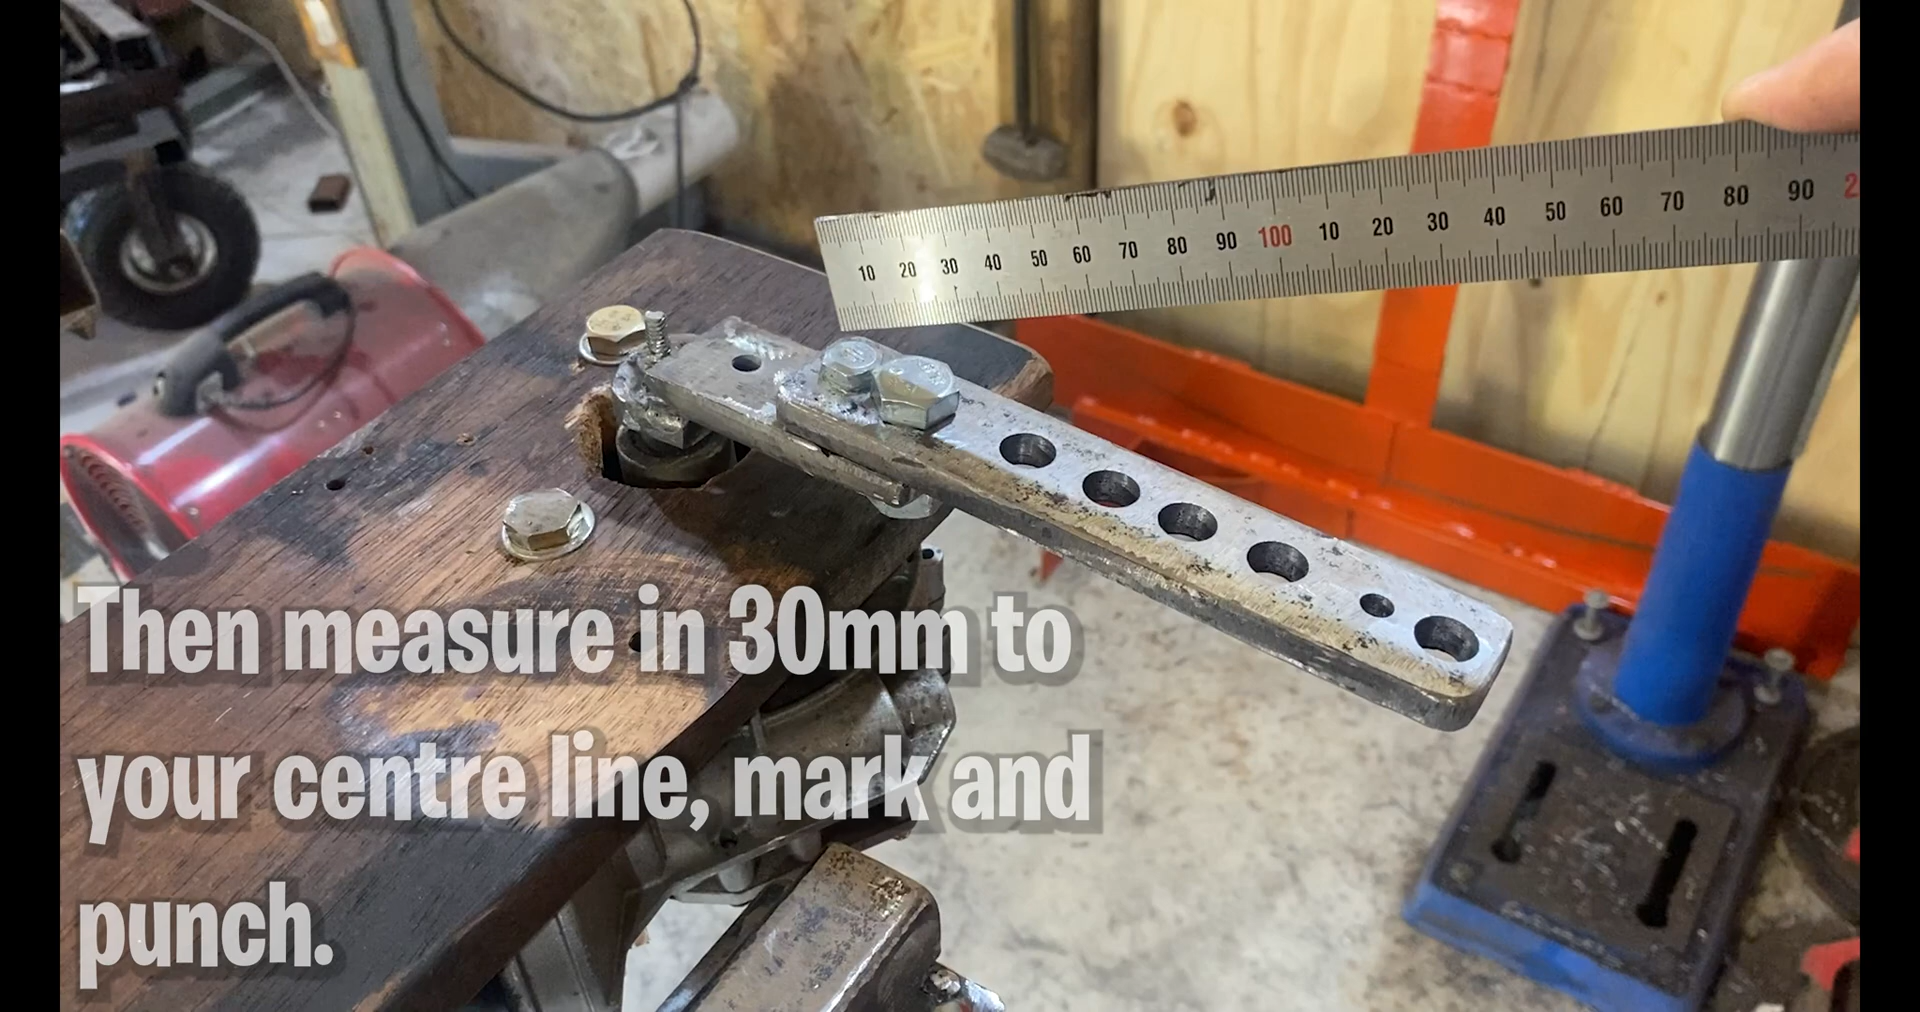 10 20 30 40 50 60 70 80 90 100 10 20 30 40 50 60 70 80 90 2
Then measure in 30mm to
your centre line, mark and
punch.